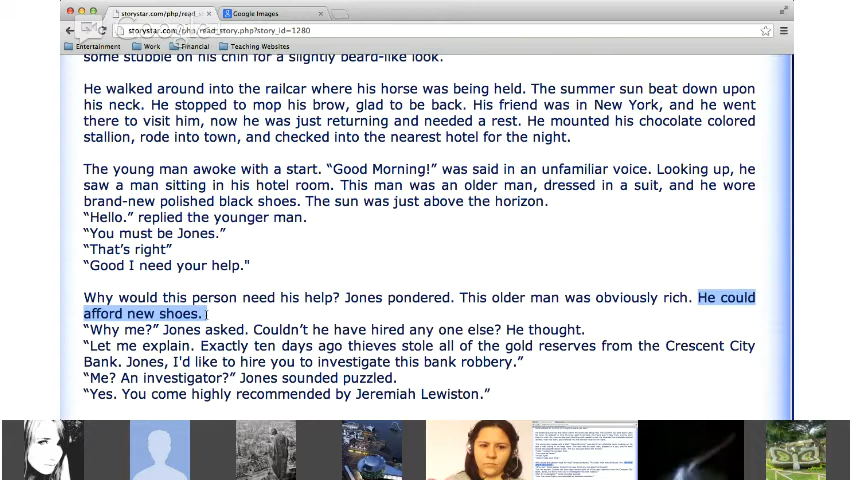 storystar.com/php/read_s
Google Images
storystar.com/php/read_story.php?story_id=1280
Entertainment Work Financial Teaching Websites
Google
some stubble on his chin for a slightly beard-like look.
He walked around into the railcar where his horse was being held. The summer sun beat down upon
his neck. He stopped to mop his brow, glad to be back. His friend was in New York, and he went
there to visit him, now he was just returning and needed a rest. He mounted his chocolate colored
stallion, rode into town, and checked into the nearest hotel for the night.
The young man awoke with a start. “Good Morning!” was said in an unfamiliar voice. Looking up, he
saw a man sitting in his hotel room. This man was an older man, dressed in a suit, and he wore
brand-new polished black shoes. The sun was just above the horizon.
“Hello.” replied the younger man.
“You must be Jones.”
“That’s right”
“Good I need your help."
Why would this person need his help? Jones pondered. This older man was obviously rich. He could
afford new shoes.
“Why me?” Jones asked. Couldn’t he have hired any one else? He thought.
“Let me explain. Exactly ten days ago thieves stole all of the gold reserves from the Crescent City
Bank. Jones, I'd like to hire you to investigate this bank robbery.”
“Me? An investigator?” Jones sounded puzzled.
“Yes. You come highly recommended by Jeremiah Lewiston.”